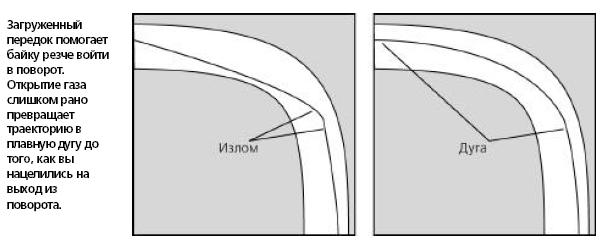 Загруженный
передок помогает
байку резче войти
в поворот.
Открытие газа
слишком рано
превращает
траекторию в
плавную дугу до
того, как вы
нацелились на
выход из
поворота.
Излом
Дуга